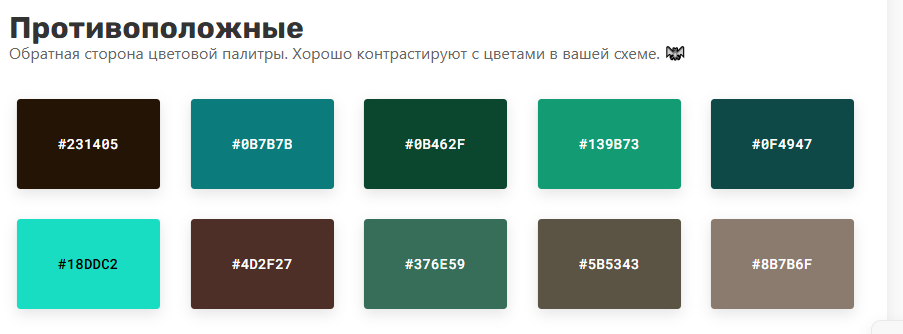 Противоположные
Обратная сторона цветовой палитры. Хорошо контрастируют с цветами в вашей схеме.
#231405 #0B7B7B #0B462F #139B73 #0F4947
#18DDC2 #4D2F27 #376E59 #5B5343 #8B7B6F